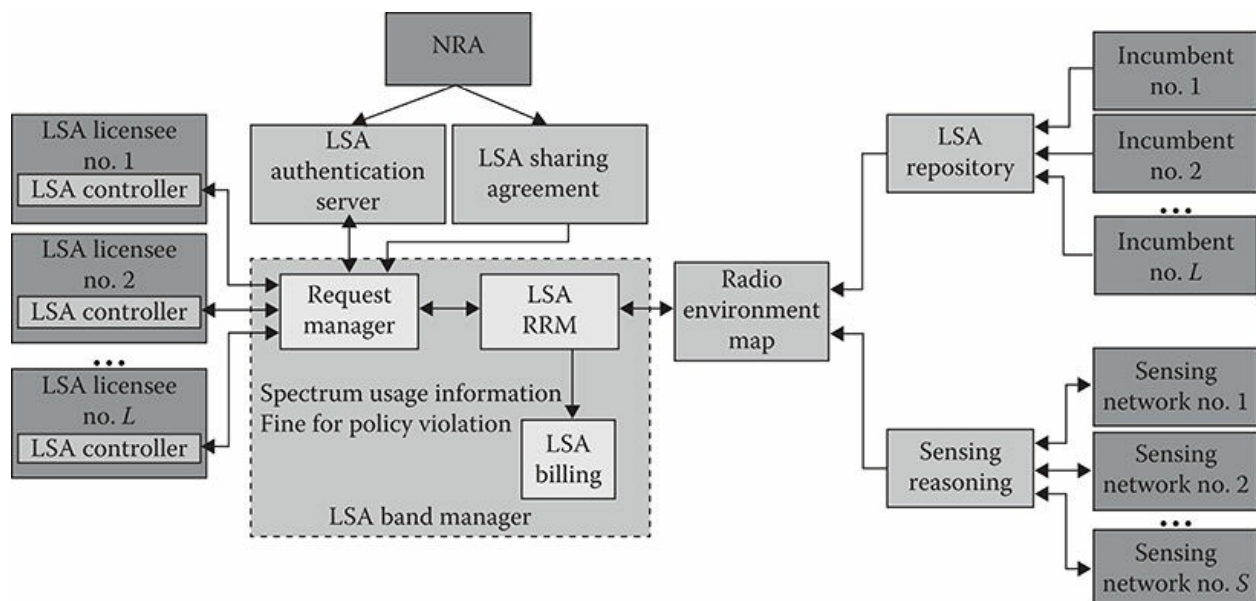 NRA
LSA licensee
no. 1
LSA controller
LSA licensee
no. 2
LSA controller
•••
LSA licensee
no. L
LSA controller
LSA
authentication
server
LSA sharing
agreement
Request
manager
LSA
RRM
Spectrum usage information
Fine for policy violation
LSA
billing
LSA band manager
Radio
environment
map
LSA
repository
Sensing
reasoning
Incumbent
no. 1
Incumbent
no. 2
•••
Incumbent
no. L
Sensing
network no. 1
Sensing
network no. 2
•••
Sensing
network no. S